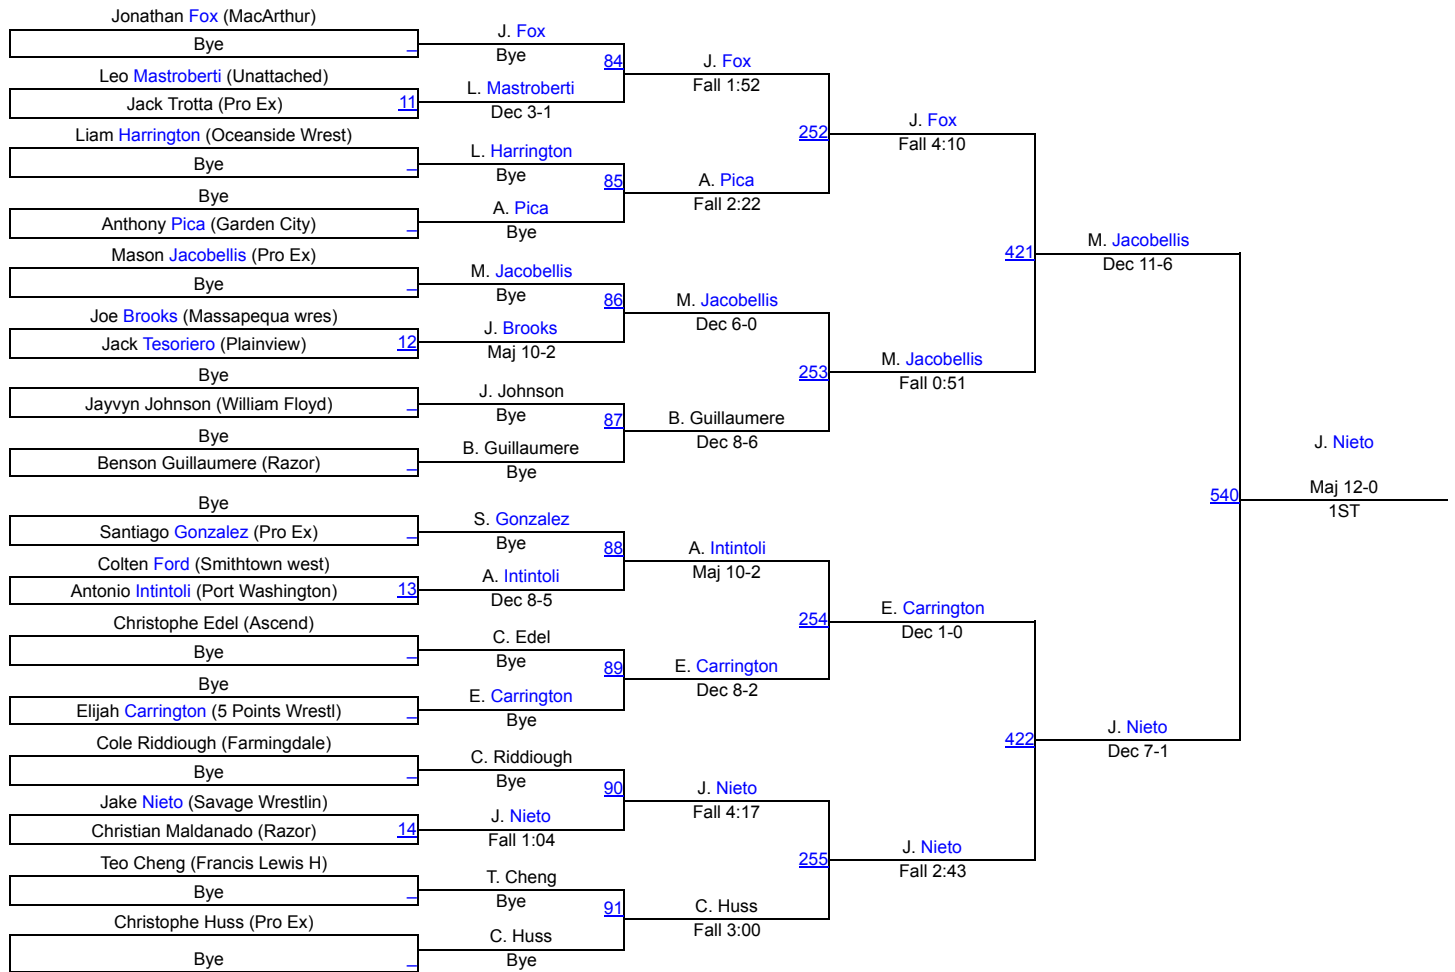 Jonathan Fox (MacArthur)
Bye
Leo Mastroberti (Unattached)
Jack Trotta (Pro Ex) 11
Liam Harrington (Oceanside Wrest)
Bye
Bye
Anthony Pica (Garden City)
Mason Jacobellis (Pro Ex)
Bye
Joe Brooks (Massapequa wres)
Jack Tesoriero (Plainview) 12
Bye
Jayvyn Johnson (William Floyd)
Bye
Benson Guillaumere (Razor)
Bye
Santiago Gonzalez (Pro Ex)
Colten Ford (Smithtown west)
Antonio Intintoli (Port Washington) 13
Christophe Edel (Ascend)
Bye
Bye
Elijah Carrington (5 Points Wrestl)
Cole Riddiough (Farmingdale)
Bye
Jake Nieto (Savage Wrestlin)
Christian Maldanado (Razor) 14
Teo Cheng (Francis Lewis H)
Bye
Christophe Huss (Pro Ex)
Bye
J. Fox
Bye
84
L. Mastroberti
Dec 3-1
L. Harrington
Bye
85
A. Pica
Bye
M. Jacobellis
Bye
86
J. Brooks
Maj 10-2
J. Johnson
Bye
87
B. Guillaumere
Bye
S. Gonzalez
Bye
88
A. Intintoli
Dec 8-5
C. Edel
Bye
89
E. Carrington
Bye
C. Riddiough
Bye
90
J. Nieto
Fall 1:04
T. Cheng
Bye
91
C. Huss
Bye
J. Fox
Fall 1:52
252
A. Pica
Fall 2:22
M. Jacobellis
Dec 6-0
253
B. Guillaumere
Dec 8-6
A. Intintoli
Maj 10-2
254
E. Carrington
Dec 8-2
J. Nieto
Fall 4:17
255
C. Huss
Fall 3:00
J. Fox
Fall 4:10
421
M. Jacobellis
Fall 0:51
E. Carrington
Dec 1-0
422
J. Nieto
Fall 2:43
M. Jacobellis
Dec 11-6
540
J. Nieto
Dec 7-1
J. Nieto
Maj 12-0
1ST